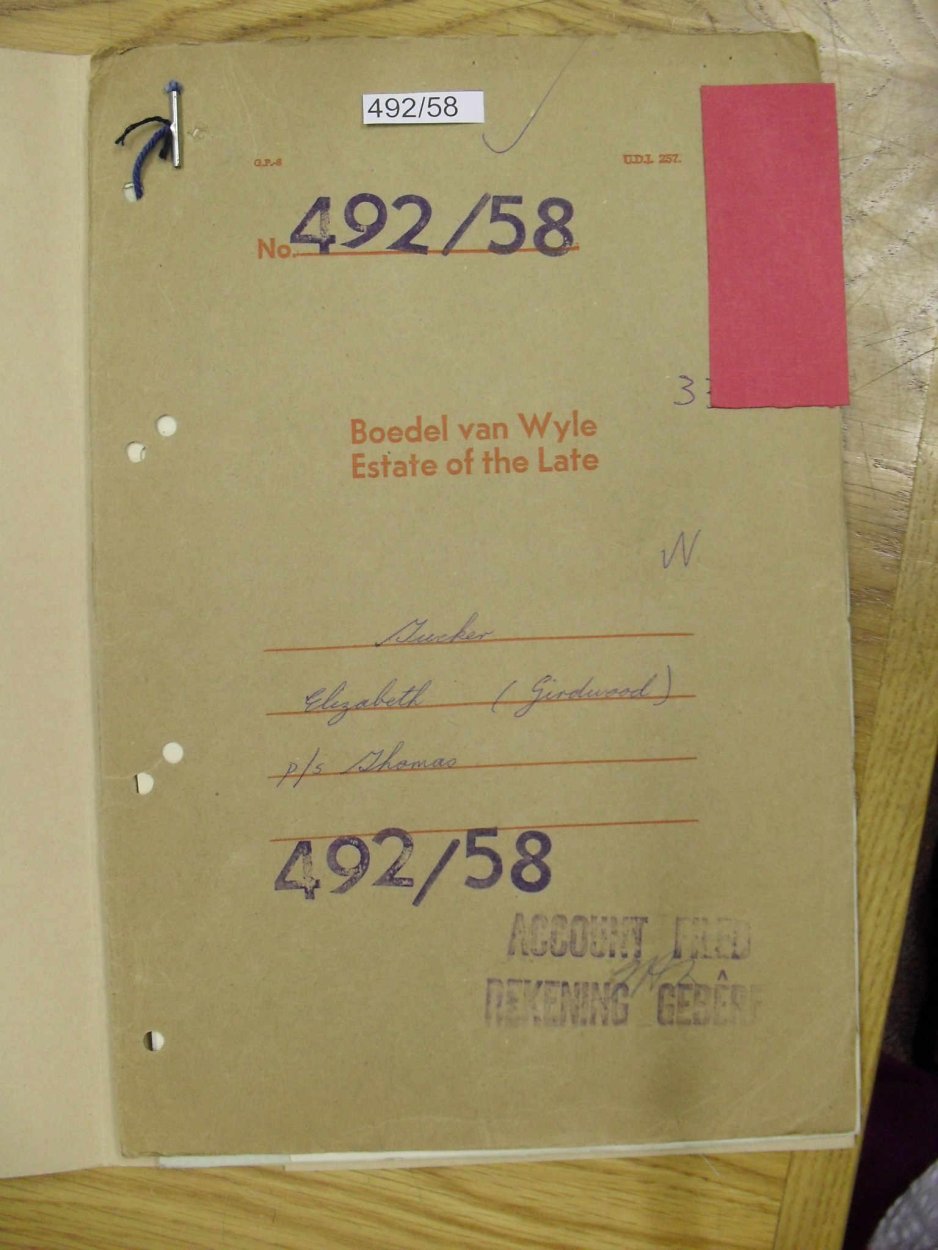 492/58
G.P.-S U.D.J. 257.
No. 492/58
Boedel van Wyle
Estate of the Late
N
Tucker
Elizabeth (Girdwood)
p/s Thomas
492/58
ACCOUNT FILED
REKENING GEBÊRE